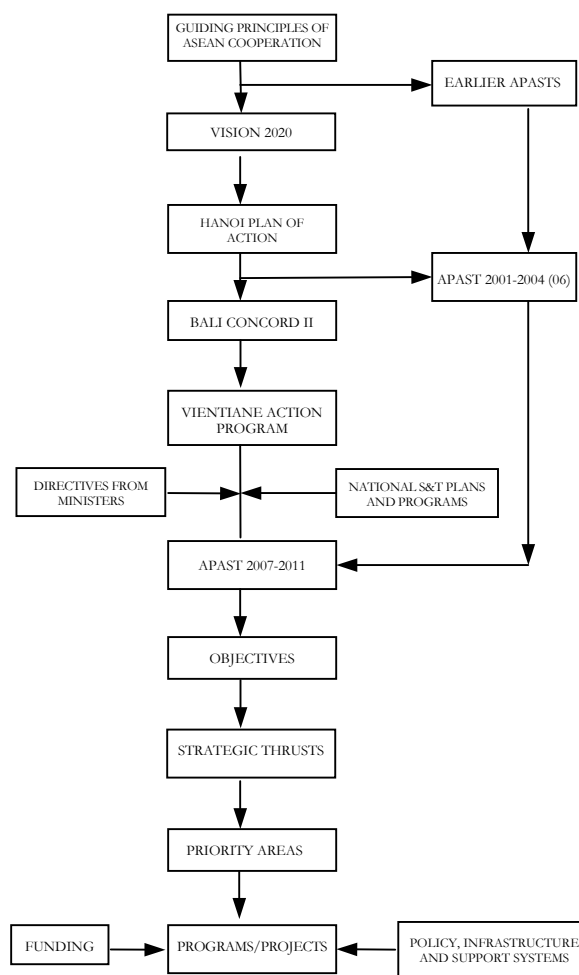 GUIDING PRINCIPLES OF
ASEAN COOPERATION
EARLIER APASTS
VISION 2020
HANOI PLAN OF
ACTION
APAST 2001-2004 (06)
BALI CONCORD II
VIENTIANE ACTION
PROGRAM
DIRECTIVES FROM
MINISTERS
NATIONAL S&T PLANS
AND PROGRAMS
APAST 2007-2011
OBJECTIVES
STRATEGIC THRUSTS
PRIORITY AREAS
FUNDING
PROGRAMS/PROJECTS
POLICY, INFRASTRUCTURE
AND SUPPORT SYSTEMS